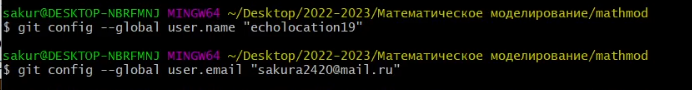 sakur@DESKTOP-NBRFMNJ MINGW64 ~/Desktop/2022-2023/Математическое моделирование/mathmod
$ git config --global user.name "echolocation19"
sakur@DESKTOP-NBRFMNJ MINGW64 ~/Desktop/2022-2023/Математическое моделирование/mathmod
$ git config --global user.email "sakura2420@mail.ru"